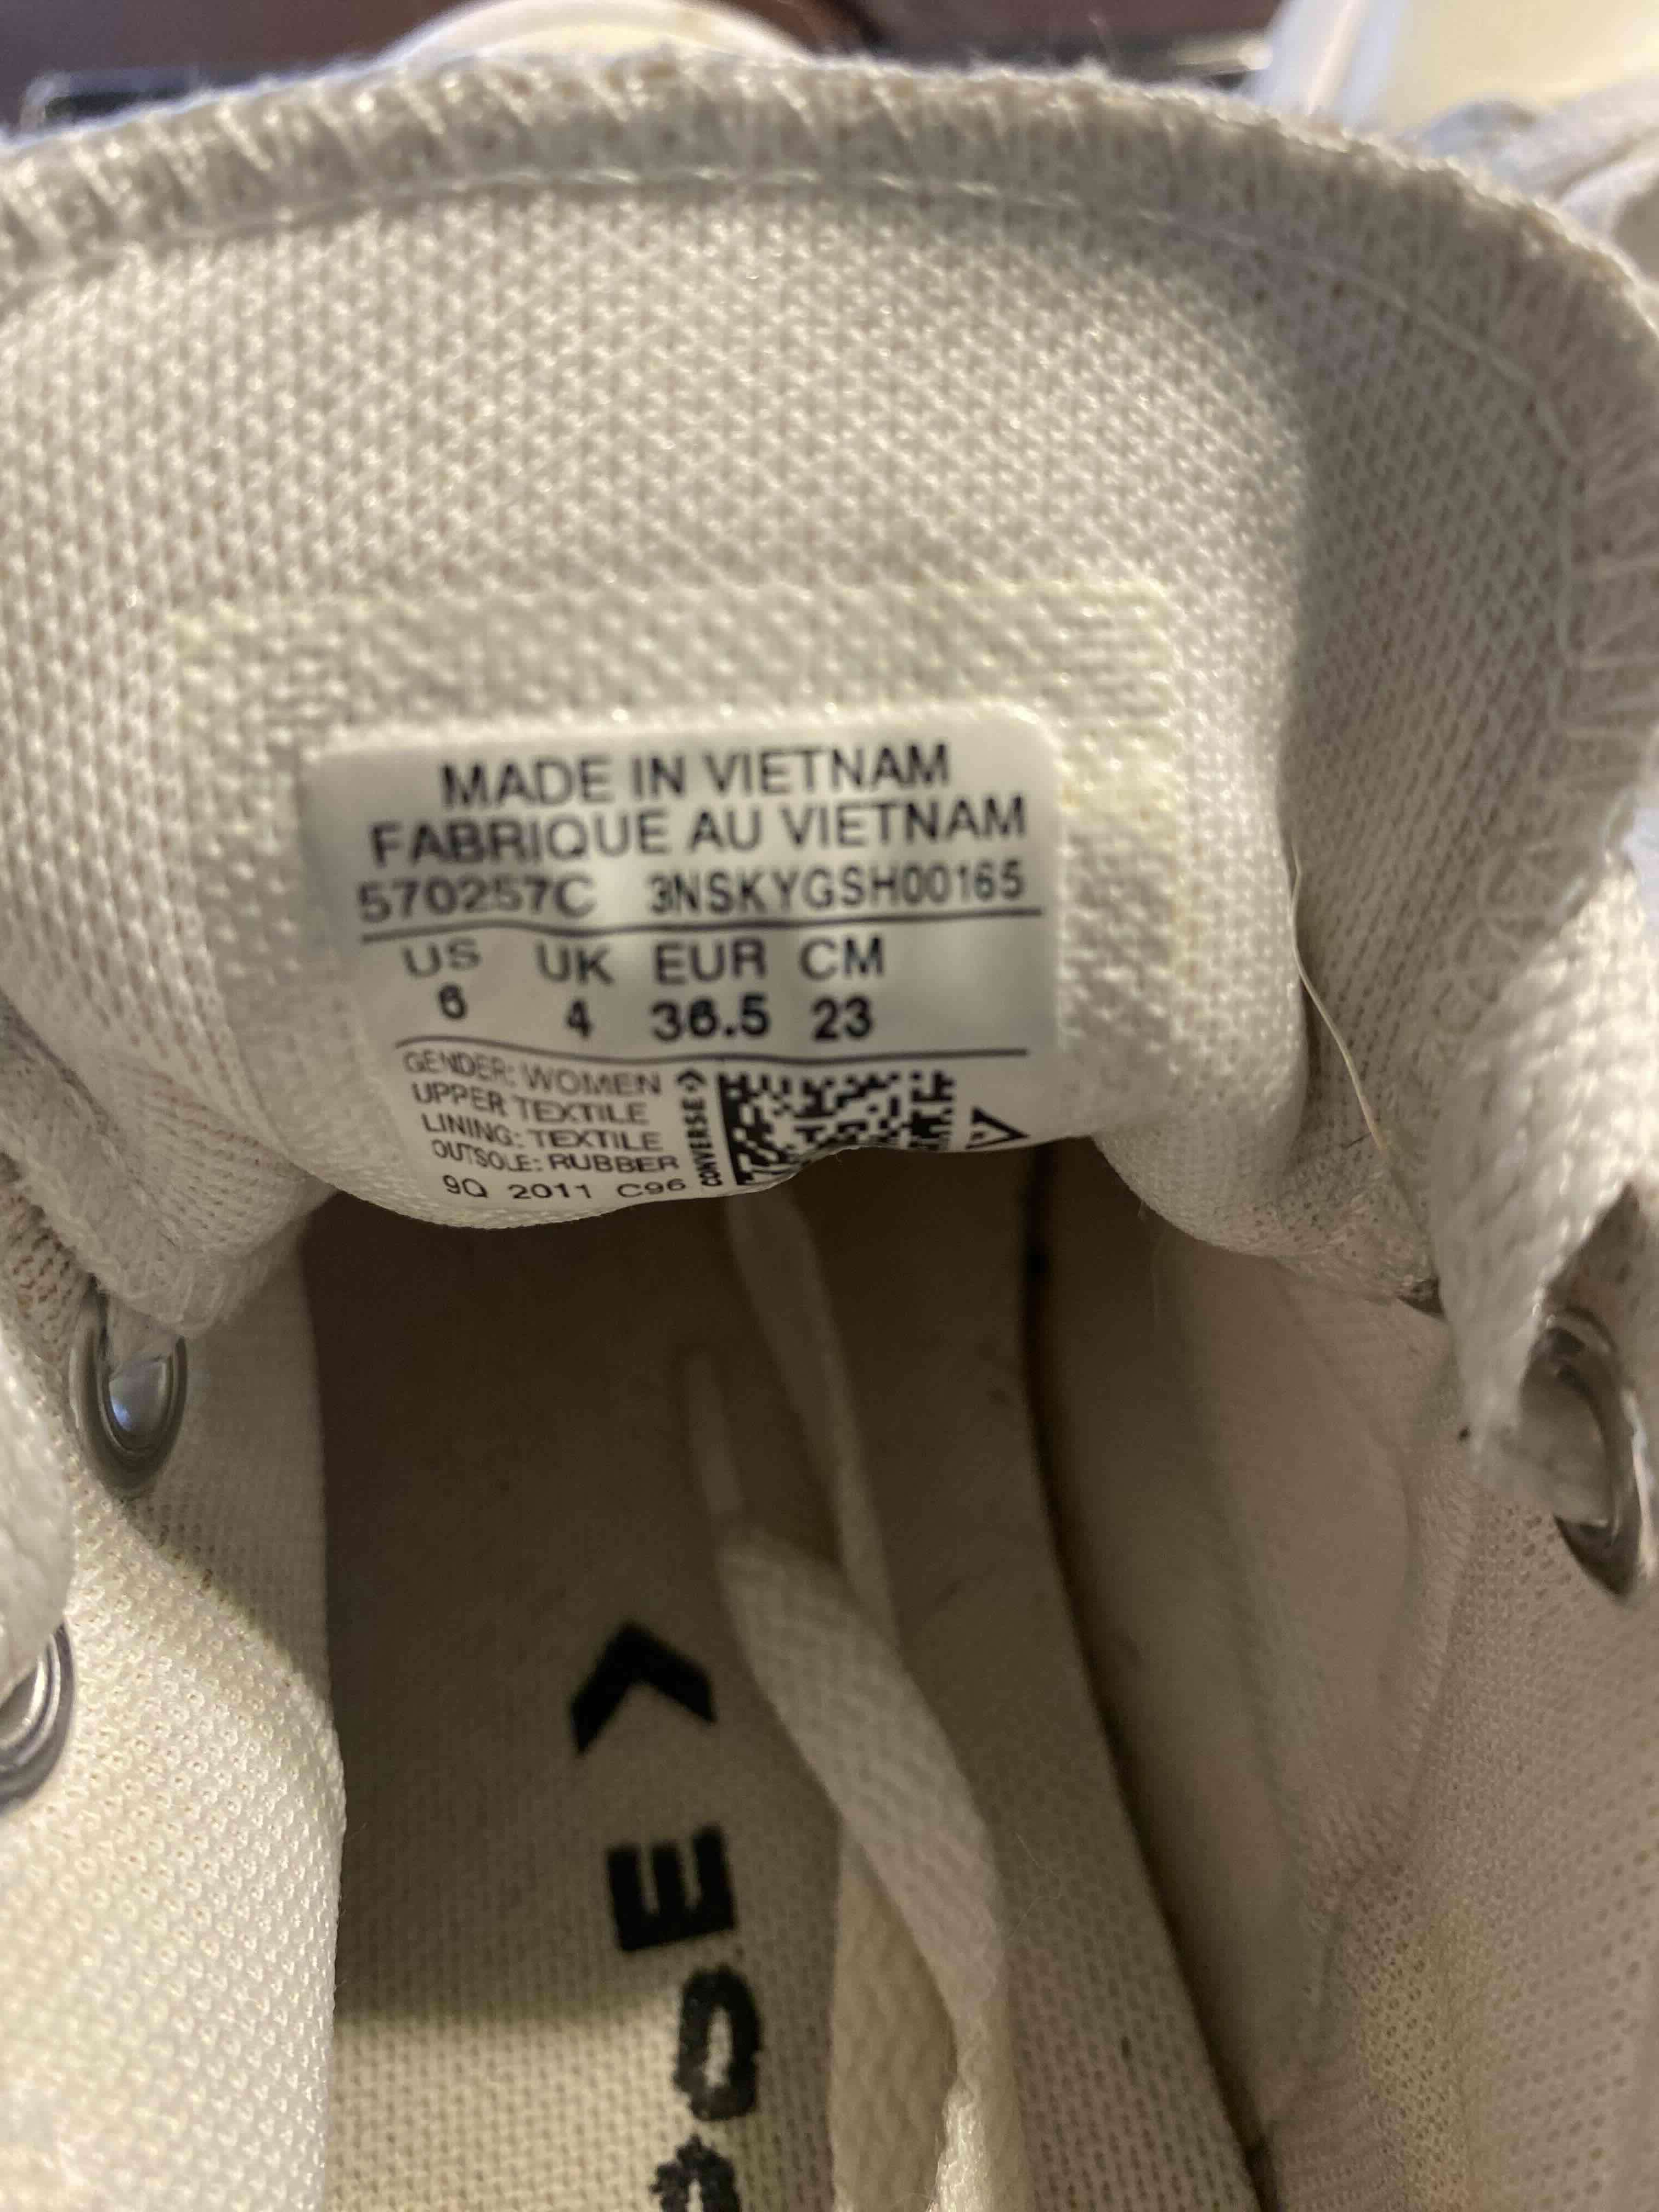 MADE IN VIETNAM
FABRIQUE AU VIETNAM
570257C 3NSKYGSH00165
US UK EUR CM
6 4 36.5 23
GENDER: WOMEN
UPPER TEXTILE
LINING: TEXTILE
OUTSOLE: RUBBER
9Q 2011 C96
CONVERSE